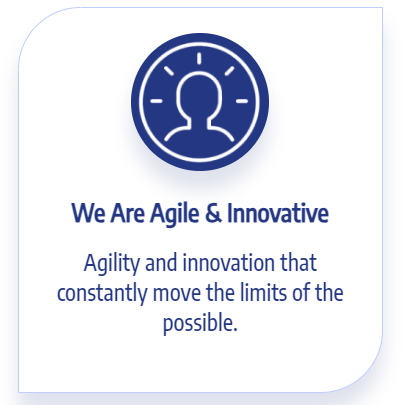 We Are Agile & Innovative
Agility and innovation that
constantly move the limits of the
possible.